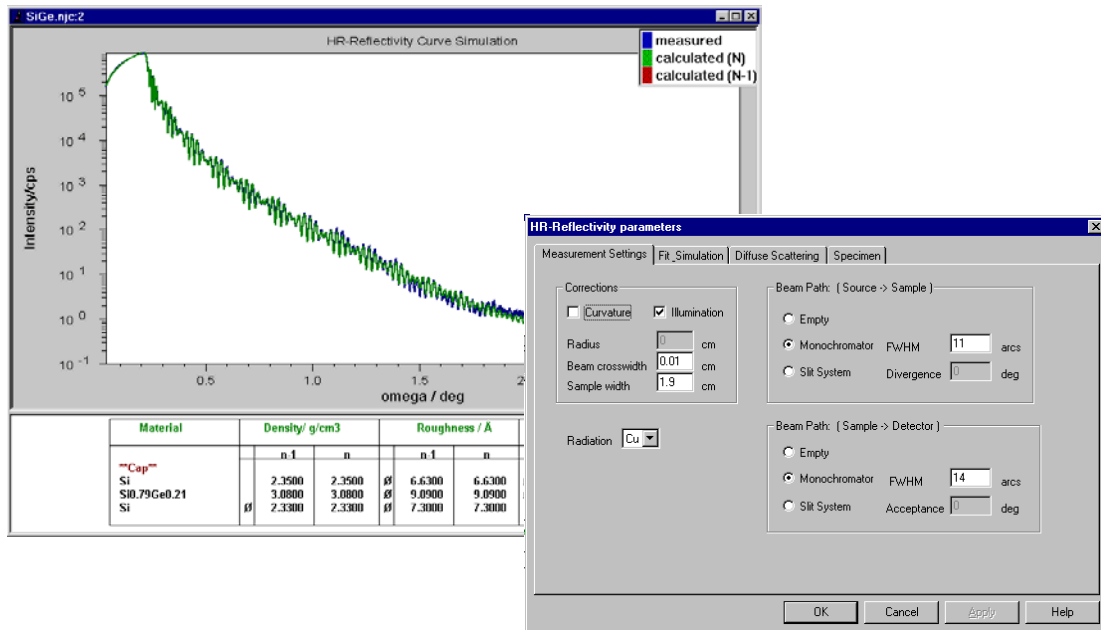 SiGe.njc:2
HR-Reflectivity Curve Simulation
measured
calculated (N)
calculated (N-1)
Intensity/cps
10 5
10 4
10 3
10 2
10 1
10 0
10 -1
0.5 1.0 1.5 2
omega / deg
Material Density/ g/cm3 Roughness / Å
n-1 n n-1 n
**Cap**
Si 2.3500 2.3500 Ø 6.6300 6.6300
Si0.79Ge0.21 3.0800 3.0800 Ø 9.0900 9.0900
Si Ø 2.3300 2.3300 Ø 7.3000 7.3000
HR-Reflectivity parameters
Measurement Settings Fit_Simulation Diffuse Scattering Specimen
Corrections
Curvature Illumination
Radius 0 cm
Beam crosswidth 0.01 cm
Sample width 1.9 cm
Radiation Cu
Beam Path: ( Source -> Sample )
Empty
Monochromator FWHM 11 arcs
Slit System Divergence 0 deg
Beam Path: ( Sample -> Detector )
Empty
Monochromator FWHM 14 arcs
Slit System Acceptance 0 deg
OK Cancel Apply Help